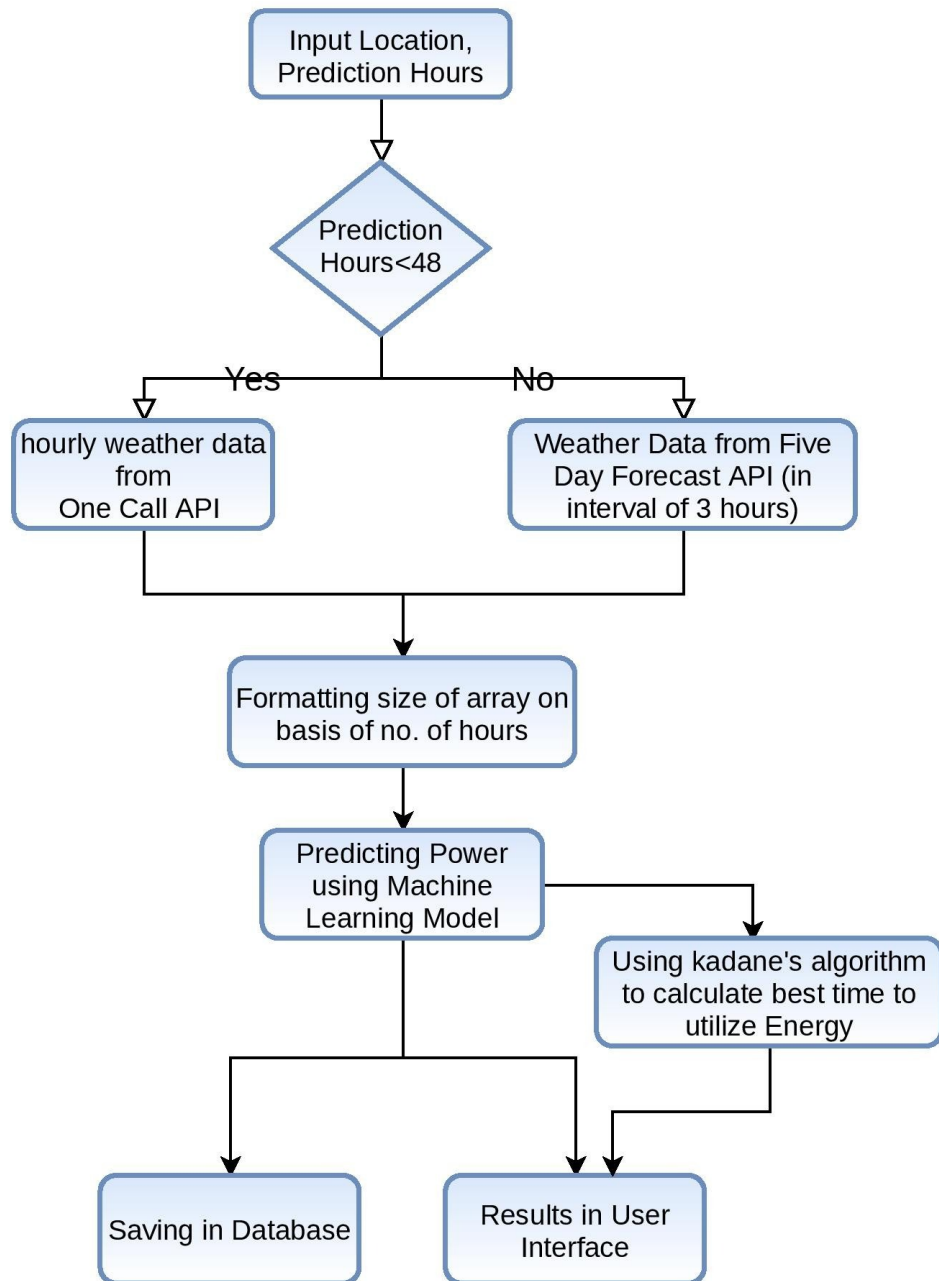 Input Location,
Prediction Hours
Prediction
Hours<48
Yes
No
hourly weather data
from
One Call API
Weather Data from Five
Day Forecast API (in
interval of 3 hours)
Formatting size of array on
basis of no. of hours
Predicting Power
using Machine
Learning Model
Using kadane's algorithm
to calculate best time to
utilize Energy
Saving in Database
Results in User
Interface